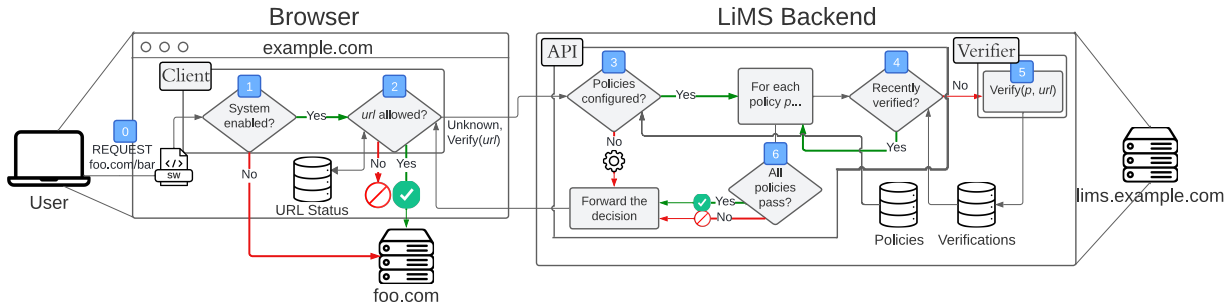 Browser
LiMS Backend
example.com
API
Verifier
Client
1
2
3
4
5
System
enabled?
url allowed?
Policies
configured?
For each
policy p...
Recently
verified?
Verify(p, url)
No
Yes
Yes
Unknown,
Verify(url)
0
REQUEST
foo.com/bar
SW
No
No
Yes
No
Yes
6
All
policies
pass?
User
URL Status
Forward the
decision
Yes
No
Policies
Verifications
lims.example.com
foo.com